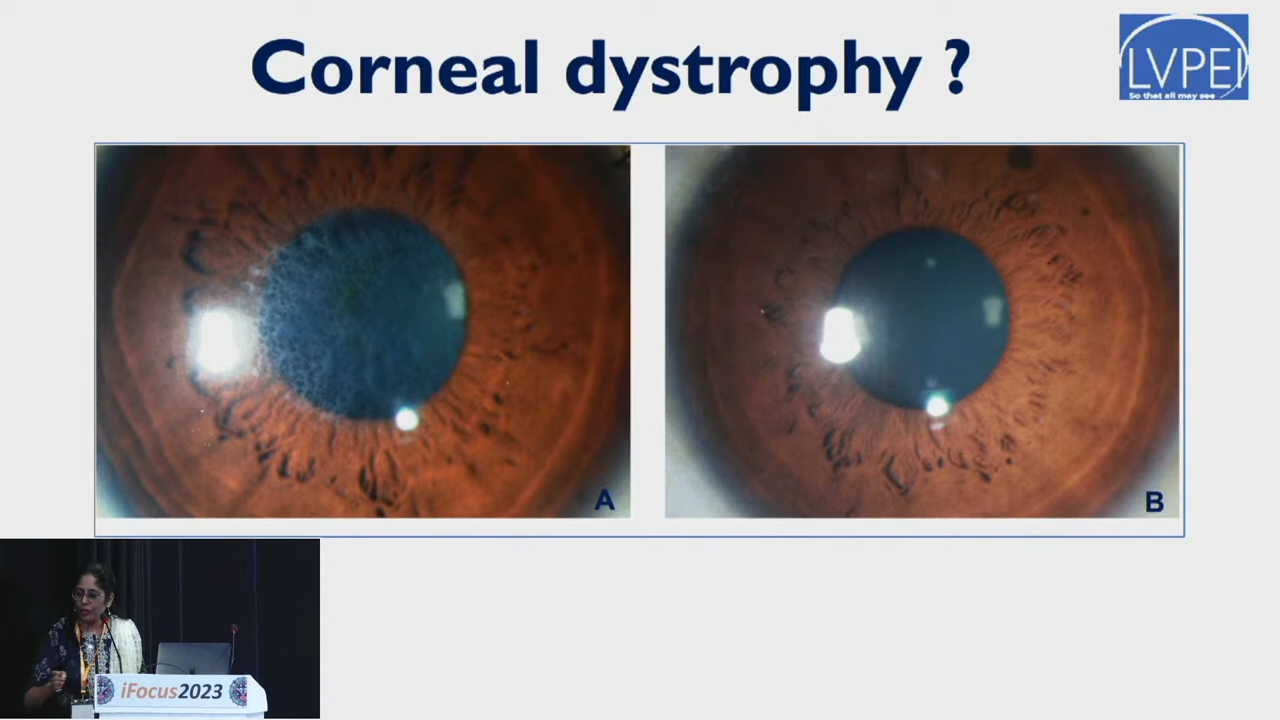 Corneal dystrophy ?
LVPEI
So that all may see
A
B
iFocus2023